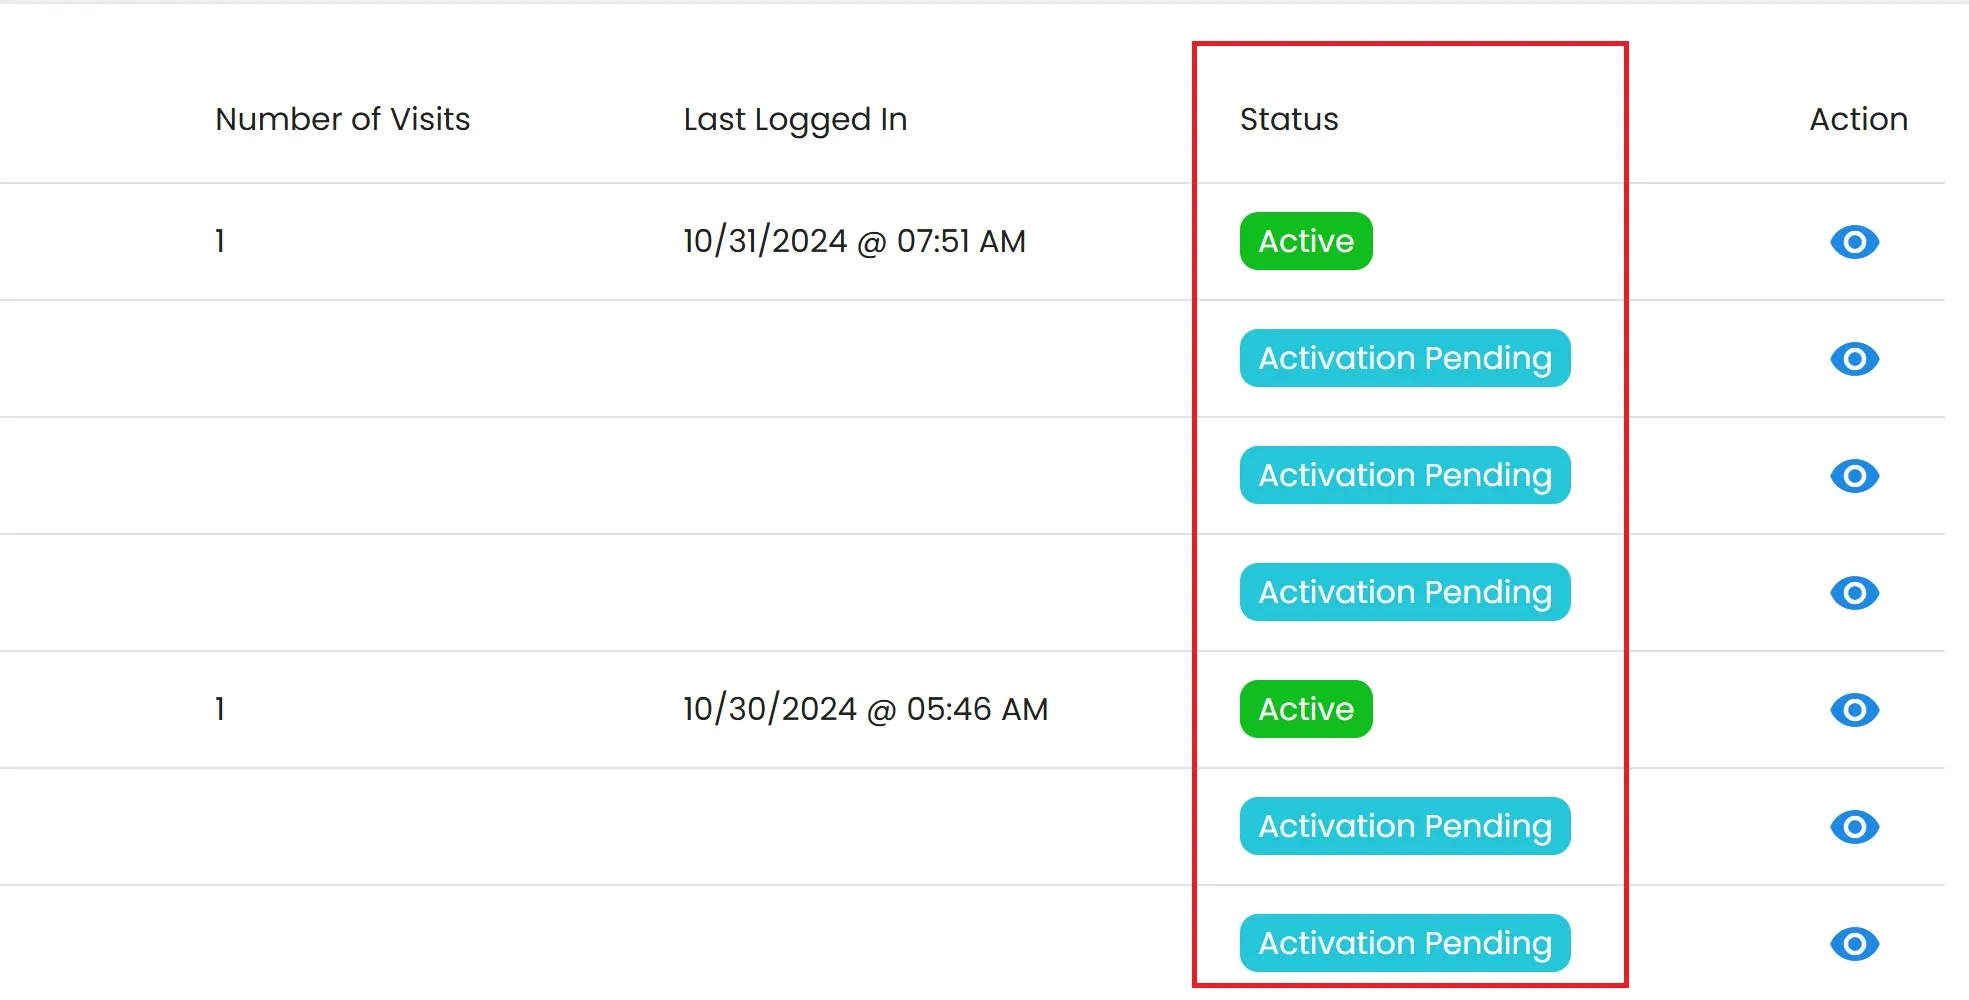 Number of Visits Last Logged In Status Action
1 10/31/2024 @ 07:51 AM Active
Activation Pending
Activation Pending
Activation Pending
1 10/30/2024 @ 05:46 AM Active
Activation Pending
Activation Pending